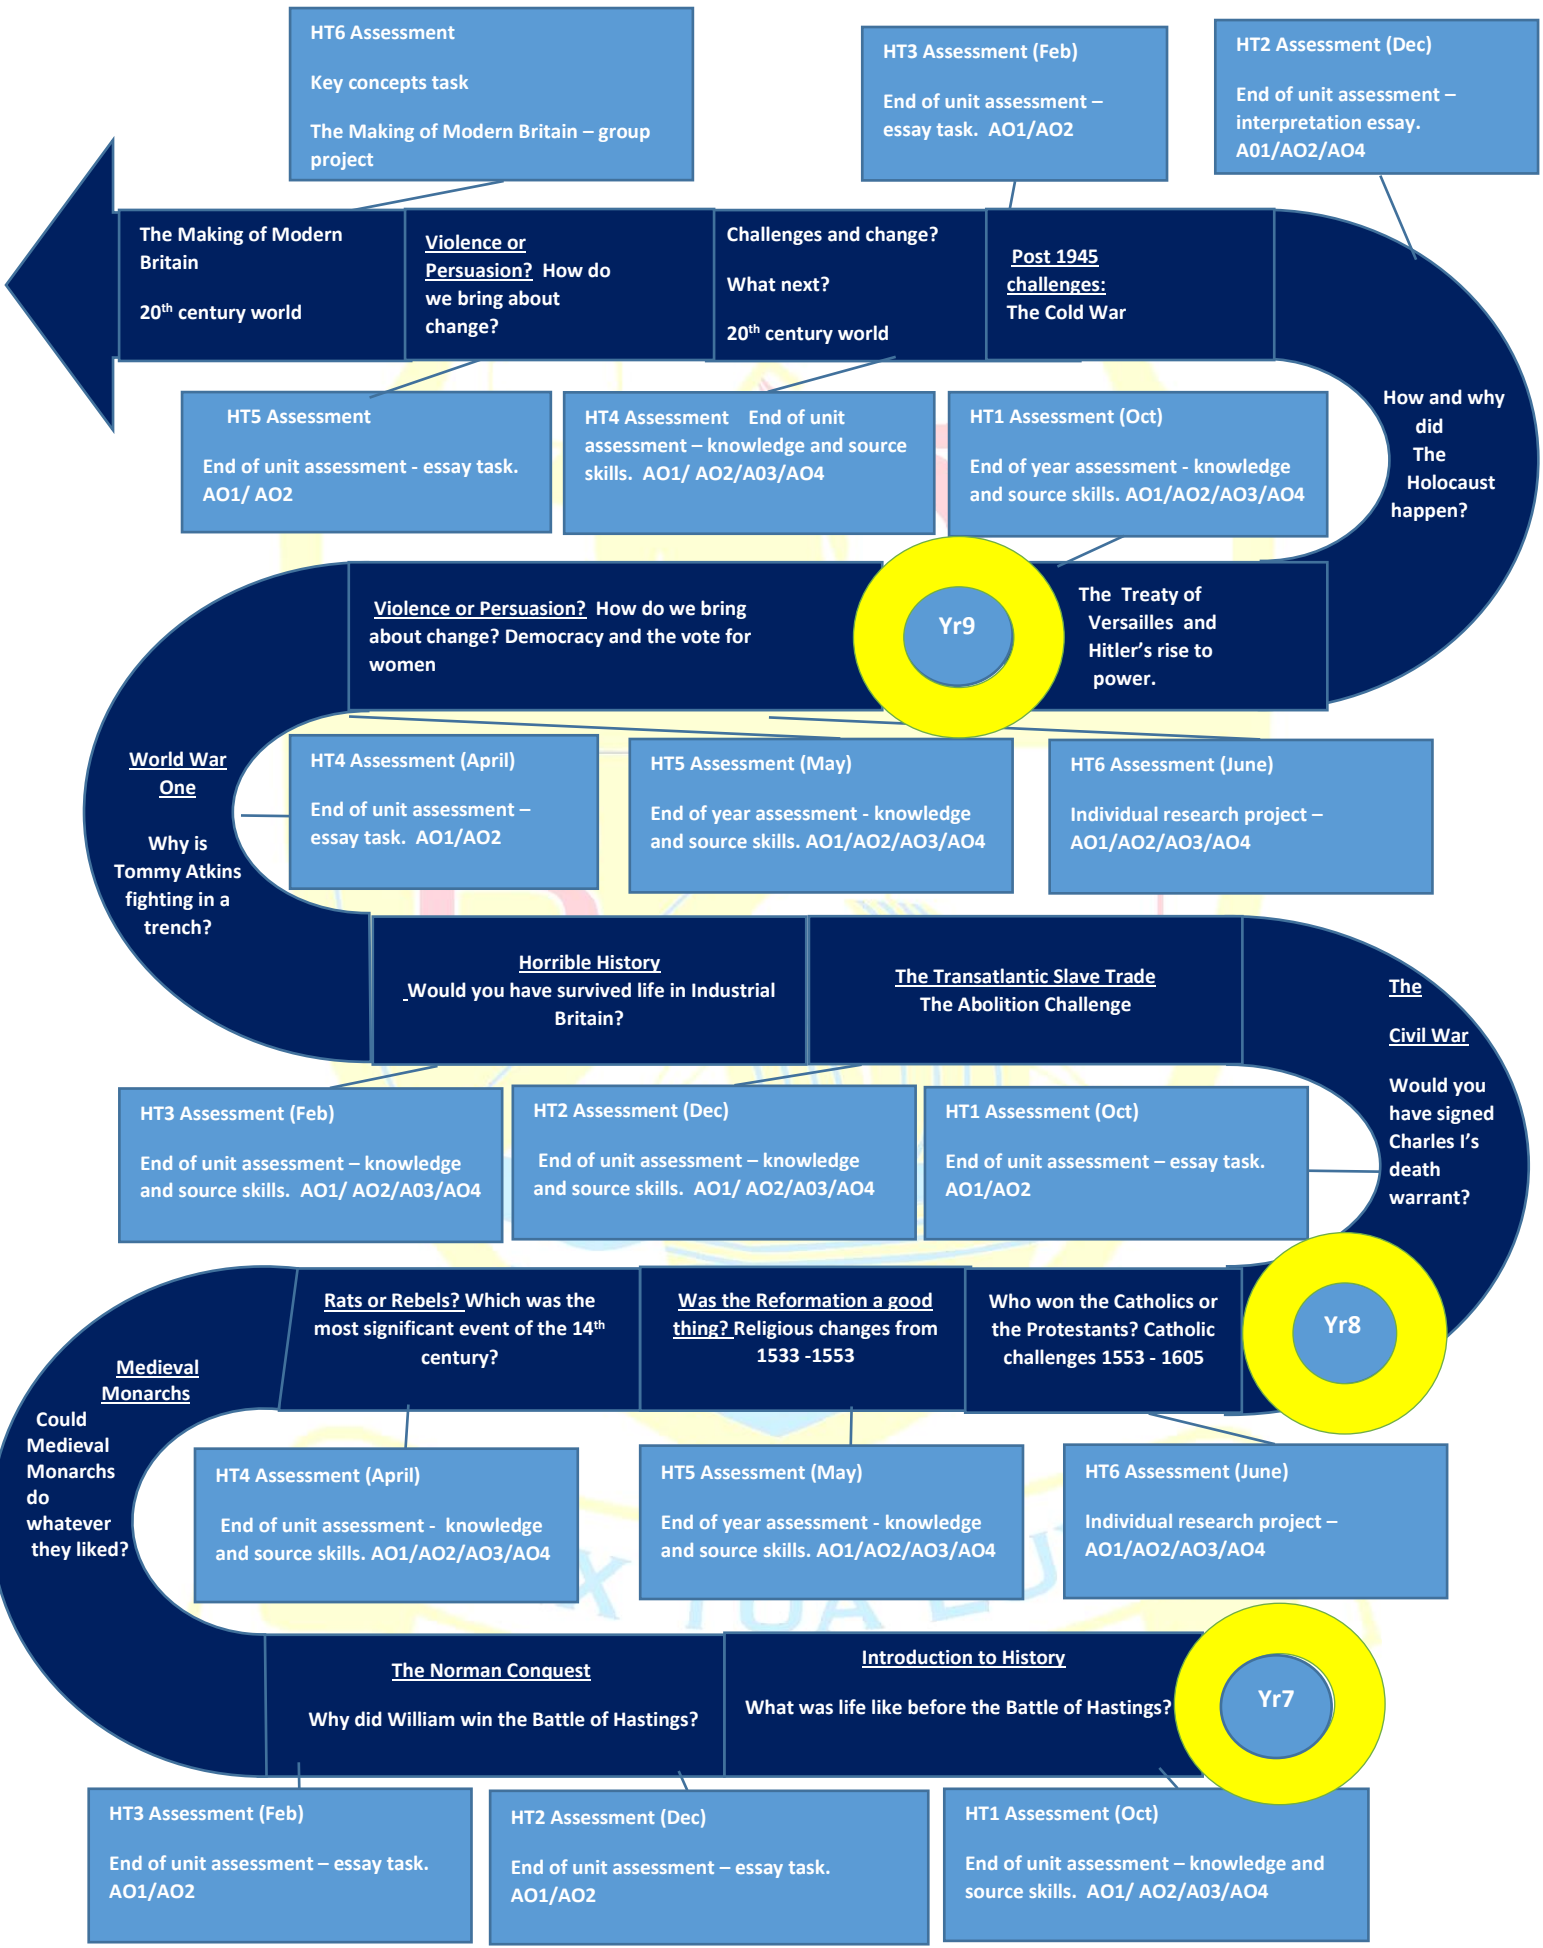 HT6 Assessment
Key concepts task
The Making of Modern Britain – group
project
HT3 Assessment (Feb)
End of unit assessment –
essay task.  AO1/AO2
HT2 Assessment (Dec)
End of unit assessment –
interpretation essay.
A01/AO2/AO4
The Making of Modern
Britain
20th century world
Violence or
Persuasion?  How do
we bring about
change?
Challenges and change?
What next?
20th century world
Post 1945
challenges:
The Cold War
How and why
did
The
Holocaust
happen?
HT5 Assessment
End of unit assessment - essay task.
AO1/ AO2
HT4 Assessment    End of unit
assessment – knowledge and source
skills.  AO1/ AO2/A03/AO4
HT1 Assessment (Oct)
End of year assessment - knowledge
and source skills. AO1/AO2/AO3/AO4
Violence or Persuasion?  How do we bring
about change? Democracy and the vote for
women
Yr9
The  Treaty of
Versailles  and
Hitler’s rise to
power.
World War
One
Why is
Tommy Atkins
fighting in a
trench?
HT4 Assessment (April)
End of unit assessment –
essay task.  AO1/AO2
HT5 Assessment (May)
End of year assessment - knowledge
and source skills. AO1/AO2/AO3/AO4
HT6 Assessment (June)
Individual research project –
AO1/AO2/AO3/AO4
Horrible History
Would you have survived life in Industrial
Britain?
The Transatlantic Slave Trade
The Abolition Challenge
The
Civil War
Would you
have signed
Charles I’s
death
warrant?
HT3 Assessment (Feb)
End of unit assessment – knowledge
and source skills.  AO1/ AO2/A03/AO4
HT2 Assessment (Dec)
End of unit assessment – knowledge
and source skills.  AO1/ AO2/A03/AO4
HT1 Assessment (Oct)
End of unit assessment – essay task.
AO1/AO2
Medieval
Monarchs
Could
Medieval
Monarchs
do
whatever
they liked?
Rats or Rebels? Which was the
most significant event of the 14th
century?
Was the Reformation a good
thing? Religious changes from
1533 -1553
Who won the Catholics or
the Protestants? Catholic
challenges 1553 - 1605
Yr8
HT4 Assessment (April)
End of unit assessment -  knowledge
and source skills. AO1/AO2/AO3/AO4
HT5 Assessment (May)
End of year assessment - knowledge
and source skills. AO1/AO2/AO3/AO4
HT6 Assessment (June)
Individual research project –
AO1/AO2/AO3/AO4
The Norman Conquest
Why did William win the Battle of Hastings?
Introduction to History
What was life like before the Battle of Hastings?
Yr7
HT3 Assessment (Feb)
End of unit assessment – essay task.
AO1/AO2
HT2 Assessment (Dec)
End of unit assessment – essay task.
AO1/AO2
HT1 Assessment (Oct)
End of unit assessment – knowledge and
source skills.  AO1/ AO2/A03/AO4